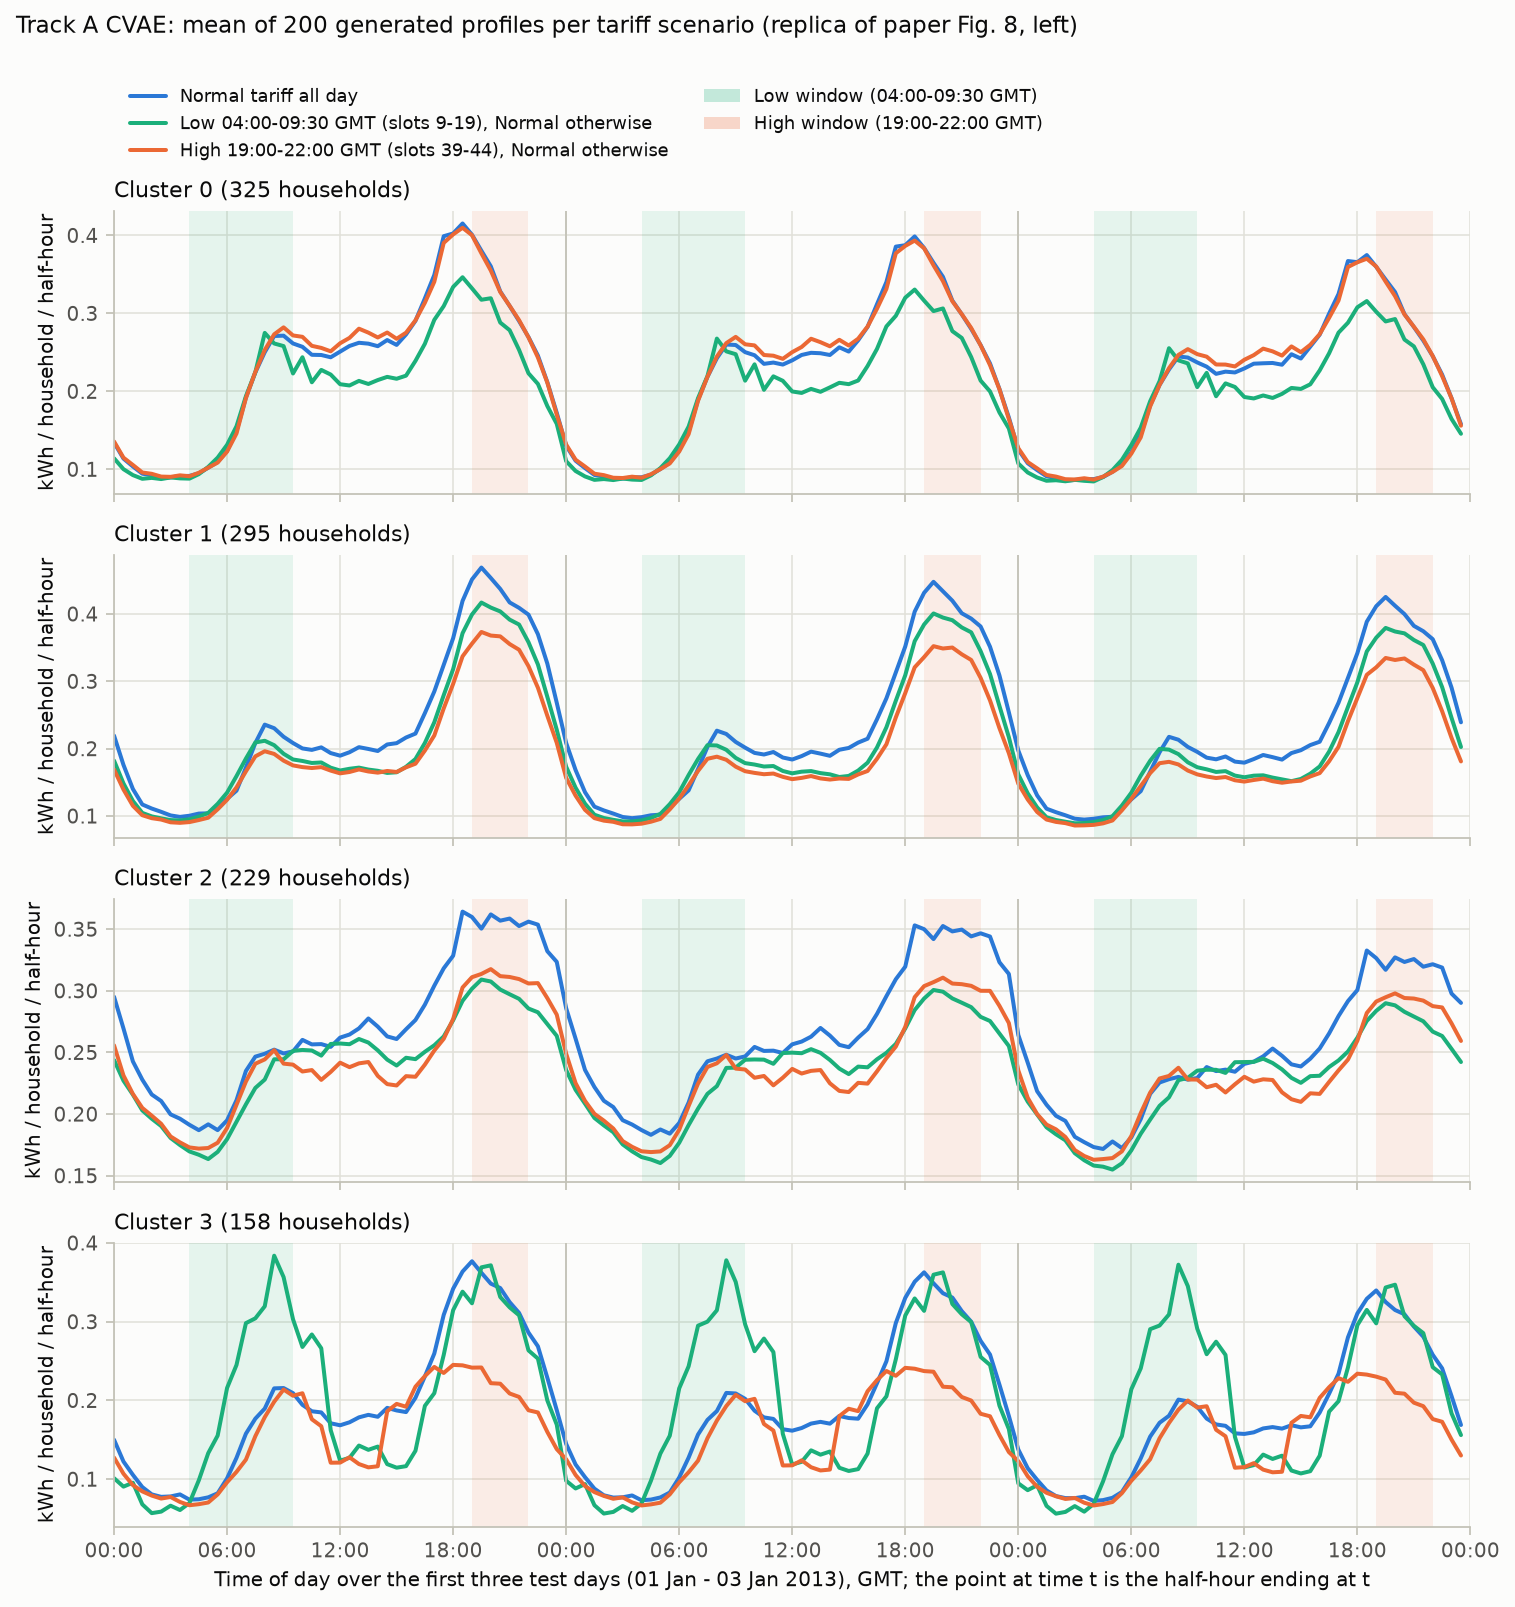 Track A CVAE: mean of 200 generated profiles per tariff scenario (replica of paper Fig. 8, left)
Normal tariff all day
Low 04:00-09:30 GMT (slots 9-19), Normal otherwise
High 19:00-22:00 GMT (slots 39-44), Normal otherwise
Low window (04:00-09:30 GMT)
High window (19:00-22:00 GMT)
Cluster 0 (325 households)
kWh / household / half-hour
0.4
0.3
0.2
0.1
Cluster 1 (295 households)
kWh / household / half-hour
0.4
0.3
0.2
0.1
Cluster 2 (229 households)
kWh / household / half-hour
0.35
0.30
0.25
0.20
0.15
Cluster 3 (158 households)
kWh / household / half-hour
0.4
0.3
0.2
0.1
00:00 06:00 12:00 18:00 00:00 06:00 12:00 18:00 00:00 06:00 12:00 18:00 00:00
Time of day over the first three test days (01 Jan - 03 Jan 2013), GMT; the point at time t is the half-hour ending at t